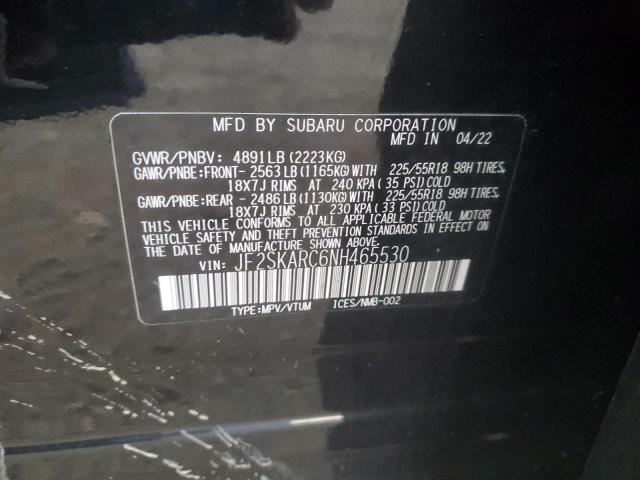 MFD BY SUBARU CORPORATION
MFD IN 04/22
GVWR/PNBV: 4891LB (2223KG)
GAWR/PNBE:FRONT- 2563LB (1165KG)WITH 225/55R18 98H TIRES,
18X7J RIMS AT 240 KPA (35 PSI)COLD
GAWR/PNBE:REAR - 2486LB (1130KG)WITH 225/55R18 98H TIRES,
18X7J RIMS AT 230 KPA (33 PSI)COLD
THIS VEHICLE CONFORMS TO ALL APPLICABLE FEDERAL MOTOR
VEHICLE SAFETY AND THEFT PREVENTION STANDARDS IN EFFECT ON
THE DATE OF MANUFACTURE SHOWN ABOVE.
VIN: JF2SKARC6NH465530
TYPE:MPV/VTUM ICES/NMB-002